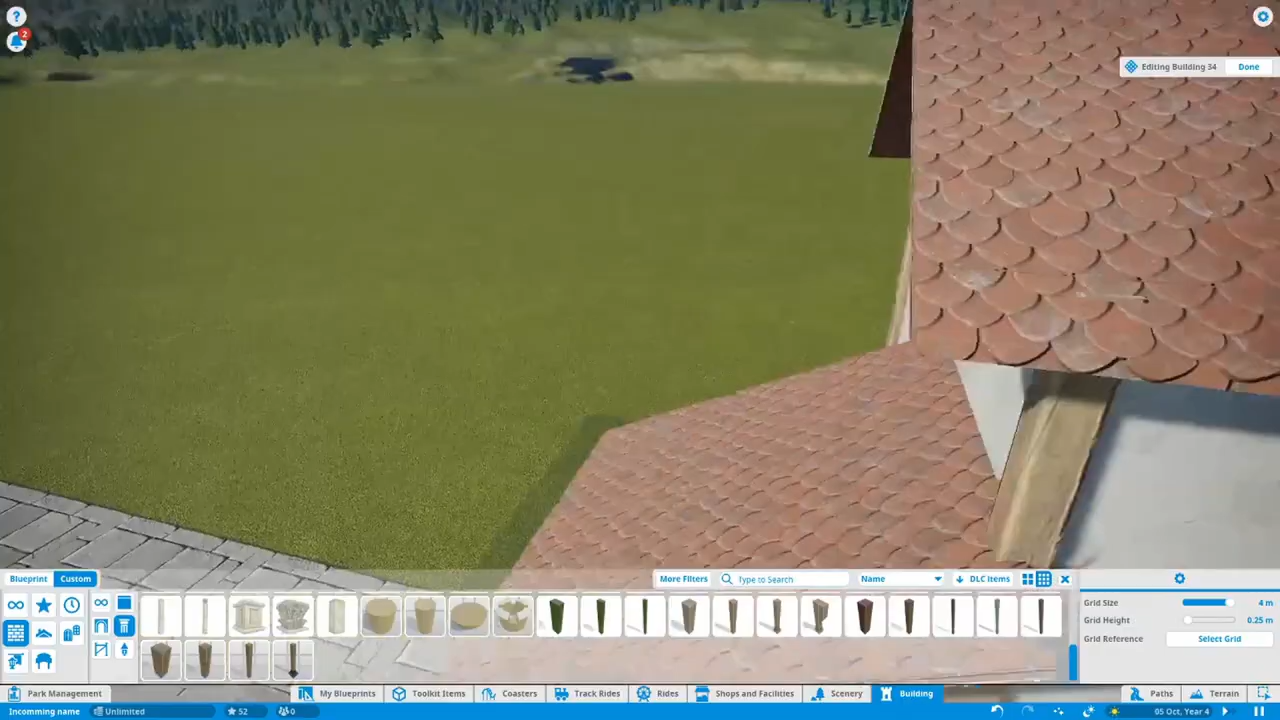 ?
2
Editing Building 34 Done
Blueprint Custom More Filters Type to Search Name DLC Items
Grid Size 4 m
Grid Height 0.25 m
Grid Reference Select Grid
Park Management My Blueprints Toolkit Items Coasters Track Rides Rides Shops and Facilities Scenery Building Paths Terrain
Incoming name Unlimited 52 0 05 Oct, Year 4